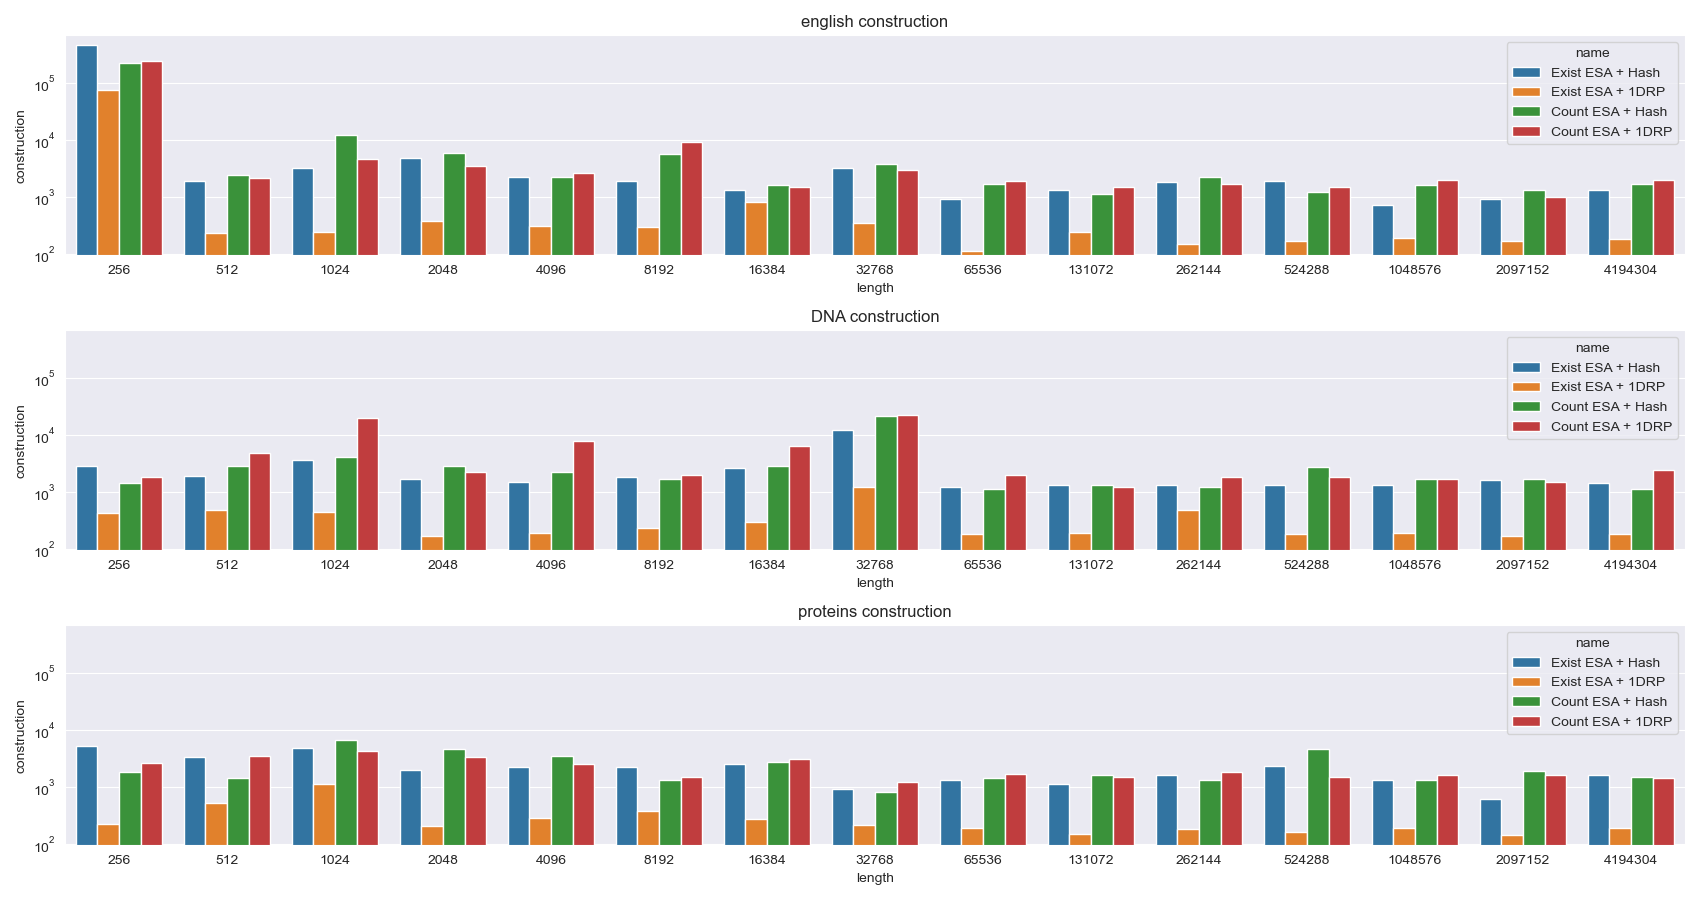 english construction
construction
10^5
10^4
10^3
10^2
name
Exist ESA + Hash
Exist ESA + 1DRP
Count ESA + Hash
Count ESA + 1DRP
256 512 1024 2048 4096 8192 16384 32768 65536 131072 262144 524288 1048576 2097152 4194304
length
DNA construction
construction
10^5
10^4
10^3
10^2
name
Exist ESA + Hash
Exist ESA + 1DRP
Count ESA + Hash
Count ESA + 1DRP
256 512 1024 2048 4096 8192 16384 32768 65536 131072 262144 524288 1048576 2097152 4194304
length
proteins construction
construction
10^5
10^4
10^3
10^2
name
Exist ESA + Hash
Exist ESA + 1DRP
Count ESA + Hash
Count ESA + 1DRP
256 512 1024 2048 4096 8192 16384 32768 65536 131072 262144 524288 1048576 2097152 4194304
length